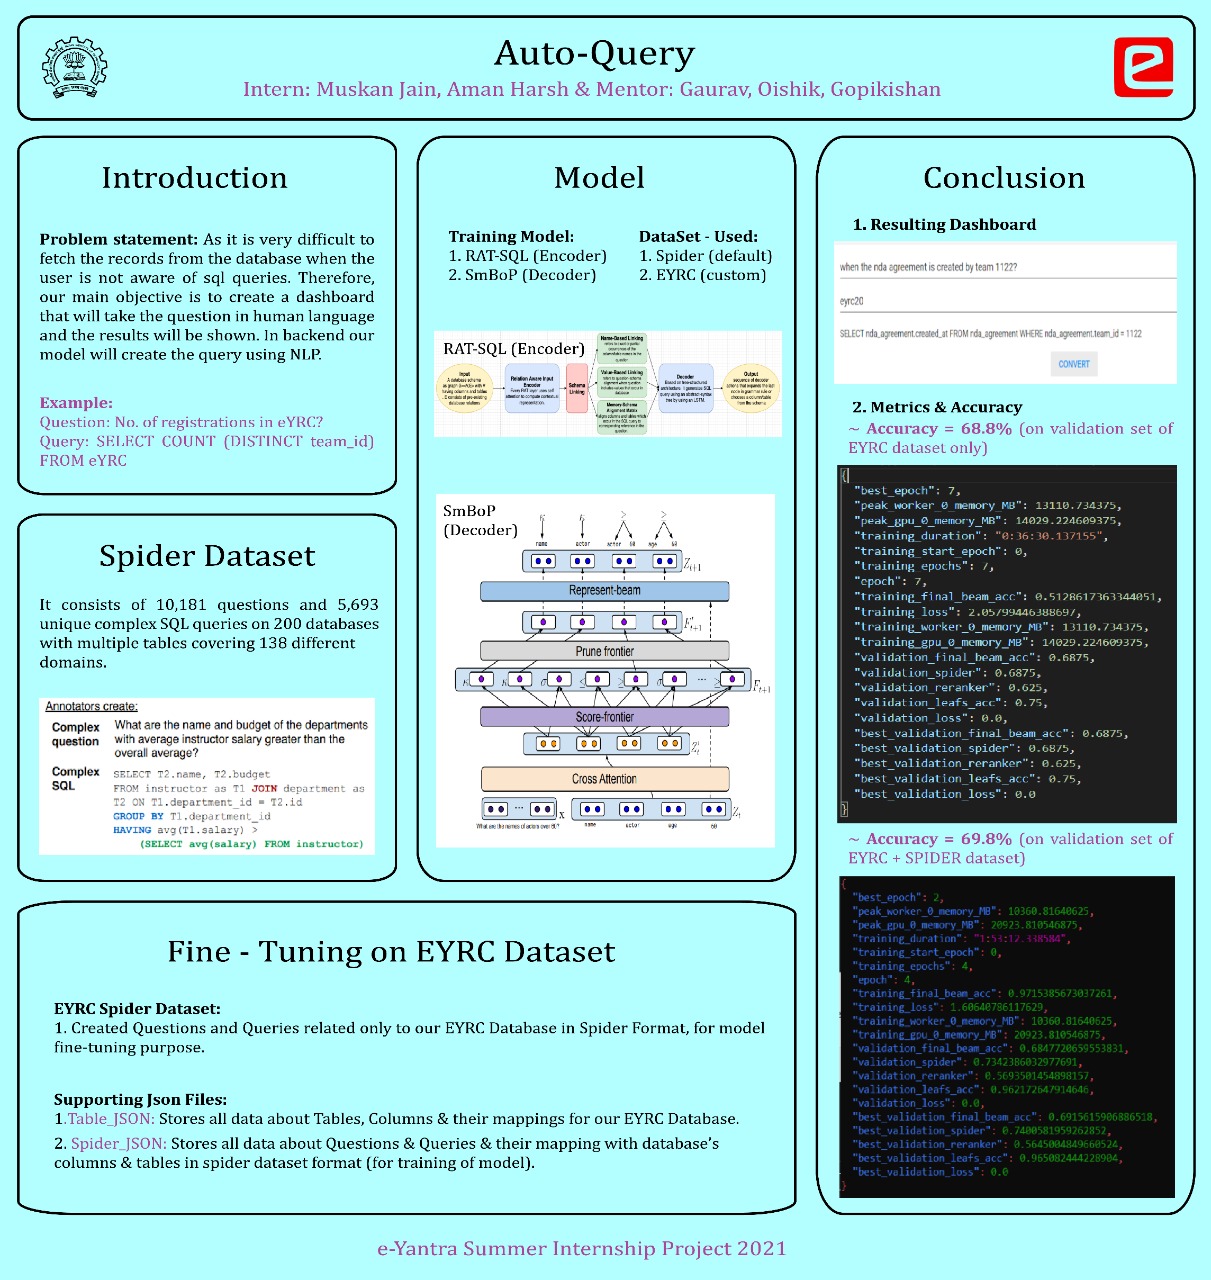 Auto-Query
Intern: Muskan Jain, Aman Harsh & Mentor: Gaurav, Oishik, Gopikishan
Introduction
Problem statement: As it is very difficult to
fetch the records from the database when the
user is not aware of sql queries. Therefore,
our main objective is to create a dashboard
that will take the question in human language
and the results will be shown. In backend our
model will create the query using NLP.
Example:
Question: No. of registrations in eYRC?
Query: SELECT COUNT (DISTINCT team_id)
FROM eYRC
Spider Dataset
It consists of 10,181 questions and 5,693
unique complex SQL queries on 200 databases
with multiple tables covering 138 different
domains.
Annotators create:
Complex question What are the name and budget of the departments
with average instructor salary greater than the
overall average?
Complex SQL SELECT T2.name, T2.budget
FROM instructor as T1 JOIN department as
T2 ON T1.department_id = T2.id
GROUP BY T1.department_id
HAVING avg(T1.salary) >
(SELECT avg(salary) FROM instructor)
Model
Training Model:
1. RAT-SQL (Encoder)
2. SmBoP (Decoder)
DataSet - Used:
1. Spider (default)
2. EYRC (custom)
RAT-SQL (Encoder)
Input
Relation Aware Input
Encoder
Schema
Linking
Name-Based Linking
Value-Based Linking
Memory-Schema
Alignment Matrix
Decoder
Output
SmBoP
(Decoder)
name actor actor 60 age 60
Represent-beam
Prune frontier
Score-frontier
Cross Attention
What are the names of actors over 60?
name actor age 60
Fine - Tuning on EYRC Dataset
EYRC Spider Dataset:
1. Created Questions and Queries related only to our EYRC Database in Spider Format, for model
fine-tuning purpose.
Supporting Json Files:
1.Table_JSON: Stores all data about Tables, Columns & their mappings for our EYRC Database.
2. Spider_JSON: Stores all data about Questions & Queries & their mapping with database's
columns & tables in spider dataset format (for training of model).
Conclusion
1. Resulting Dashboard
when the nda agreement is created by team 1122?
eyrc20
SELECT nda_agreement.created_at FROM nda_agreement WHERE nda_agreement.team_id = 1122
CONVERT
2. Metrics & Accuracy
~ Accuracy = 68.8% (on validation set of
EYRC dataset only)
{
"best_epoch": 7,
"peak_worker_0_memory_MB": 13110.734375,
"peak_gpu_0_memory_MB": 14029.224609375,
"training_duration": "0:36:30.137155",
"training_start_epoch": 0,
"training_epochs": 7,
"epoch": 7,
"training_final_beam_acc": 0.5128617363344051,
"training_loss": 2.05799446388697,
"training_worker_0_memory_MB": 13110.734375,
"training_gpu_0_memory_MB": 14029.224609375,
"validation_final_beam_acc": 0.6875,
"validation_spider": 0.6875,
"validation_reranker": 0.625,
"validation_leafs_acc": 0.75,
"validation_loss": 0.0,
"best_validation_final_beam_acc": 0.6875,
"best_validation_spider": 0.6875,
"best_validation_reranker": 0.625,
"best_validation_leafs_acc": 0.75,
"best_validation_loss": 0.0
}
~ Accuracy = 69.8% (on validation set of
EYRC + SPIDER dataset)
{
"best_epoch": 2,
"peak_worker_0_memory_MB": 10360.81640625,
"peak_gpu_0_memory_MB": 20923.810546875,
"training_duration": "1:53:12.338584",
"training_start_epoch": 0,
"training_epochs": 4,
"epoch": 4,
"training_final_beam_acc": 0.9715385673037261,
"training_loss": 1.60640786117629,
"training_worker_0_memory_MB": 10360.81640625,
"training_gpu_0_memory_MB": 20923.810546875,
"validation_final_beam_acc": 0.6847720659553831,
"validation_spider": 0.7342386032977691,
"validation_reranker": 0.5693501454898157,
"validation_leafs_acc": 0.962172647914646,
"validation_loss": 0.0,
"best_validation_final_beam_acc": 0.6915615906886518,
"best_validation_spider": 0.7400581959262852,
"best_validation_reranker": 0.5645004849660524,
"best_validation_leafs_acc": 0.965082444228904,
"best_validation_loss": 0.0
}
e-Yantra Summer Internship Project 2021